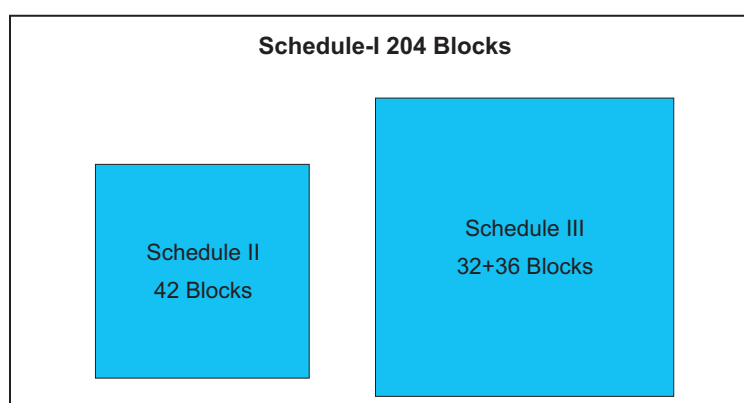 Schedule-I 204 Blocks
Schedule II
42 Blocks
Schedule III
32+36 Blocks